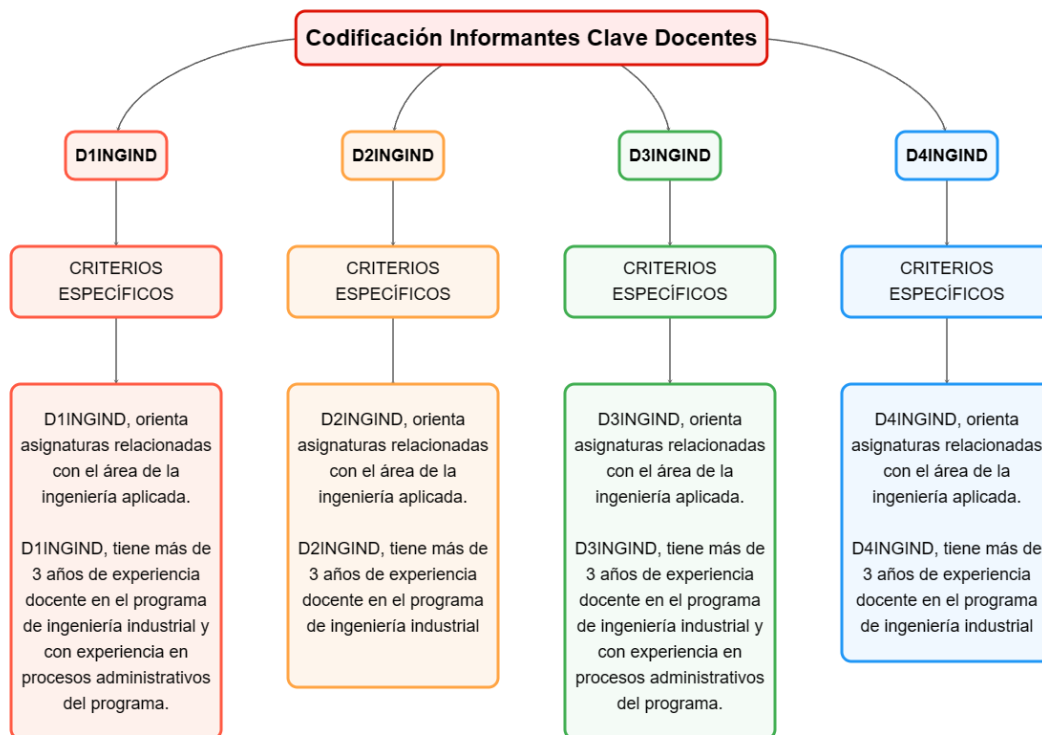 Codificación Informantes Clave Docentes
D1INGIND
D2INGIND
D3INGIND
D4INGIND
CRITERIOS
ESPECÍFICOS
CRITERIOS
ESPECÍFICOS
CRITERIOS
ESPECÍFICOS
CRITERIOS
ESPECÍFICOS
D1INGIND, orienta
asignaturas relacionadas
con el área de la
ingeniería aplicada.
D1INGIND, tiene más de
3 años de experiencia
docente en el programa
de ingeniería industrial y
con experiencia en
procesos administrativos
del programa.
D2INGIND, orienta
asignaturas relacionadas
con el área de la
ingeniería aplicada.
D2INGIND, tiene más de
3 años de experiencia
docente en el programa
de ingeniería industrial
D3INGIND, orienta
asignaturas relacionadas
con el área de la
ingeniería aplicada.
D3INGIND, tiene más de
3 años de experiencia
docente en el programa
de ingeniería industrial y
con experiencia en
procesos administrativos
del programa.
D4INGIND, orienta
asignaturas relacionadas
con el área de la
ingeniería aplicada.
D4INGIND, tiene más de
3 años de experiencia
docente en el programa
de ingeniería industrial